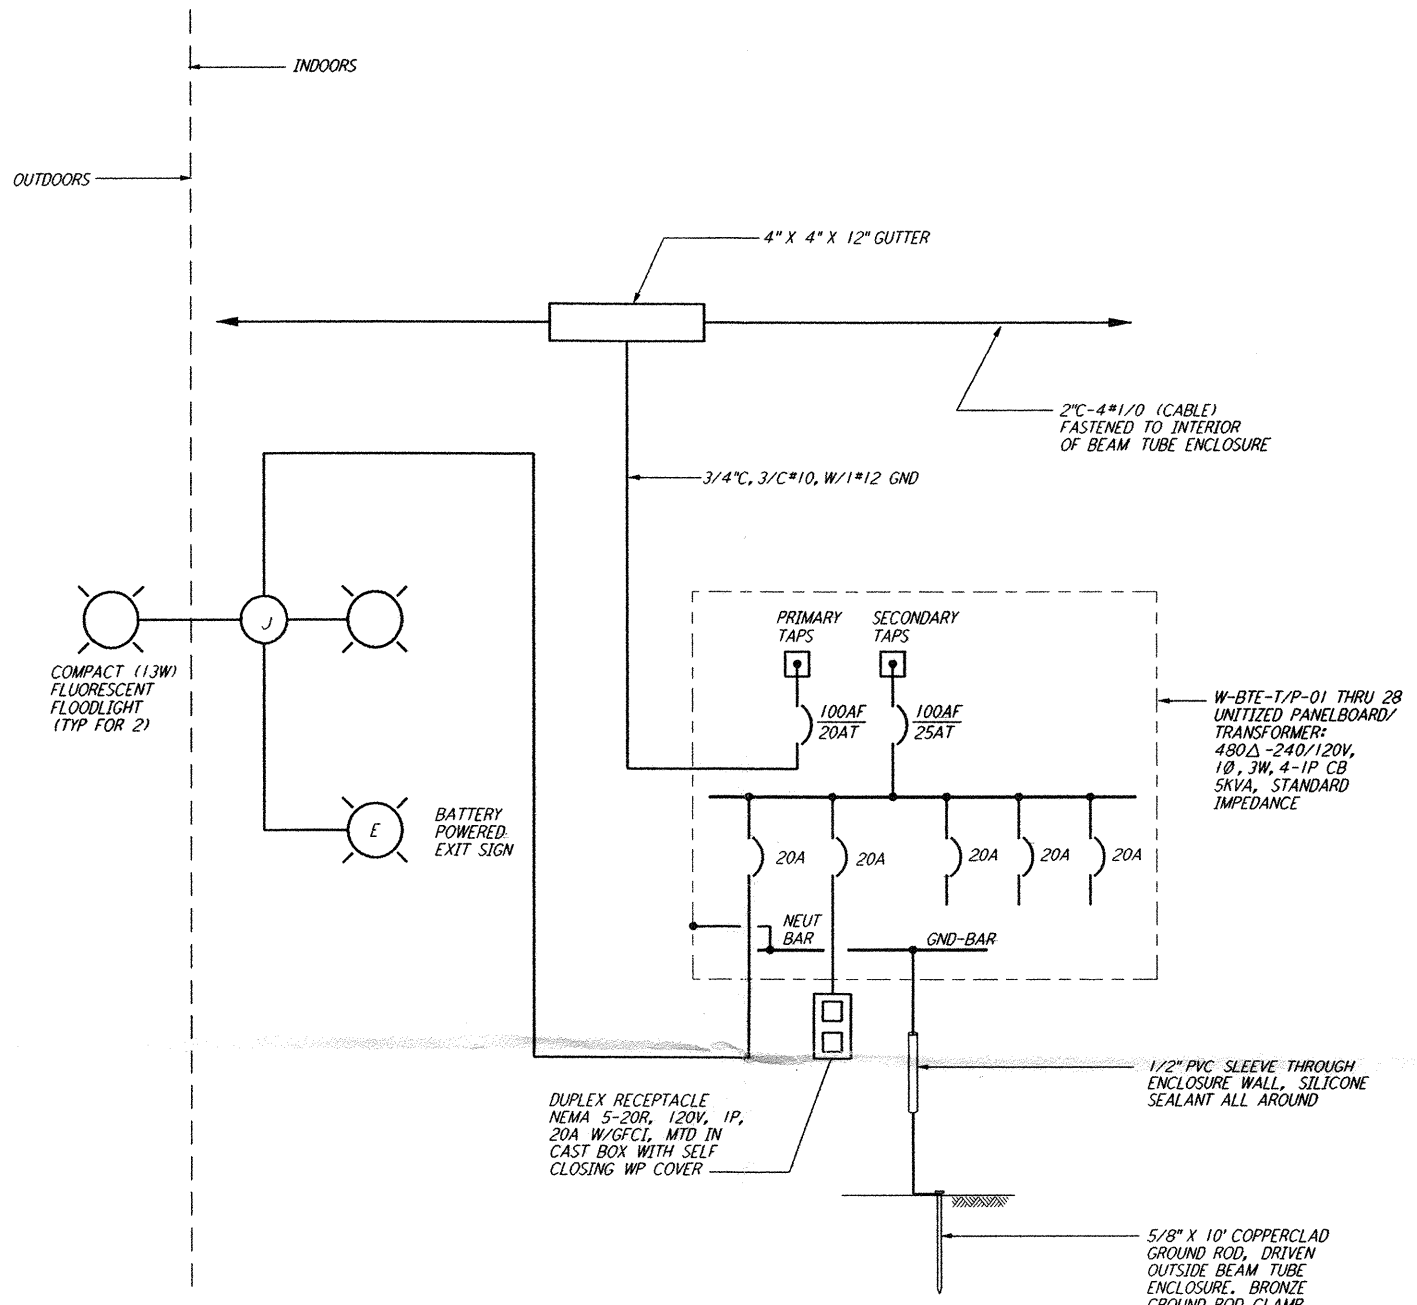 INDOORS
OUTDOORS
4" X 4" X 12" GUTTER
2"C-4#1/0 (CABLE)
FASTENED TO INTERIOR
OF BEAM TUBE ENCLOSURE
3/4"C, 3/C#10, W/1#12 GND
J
COMPACT (13W)
FLUORESCENT
FLOODLIGHT
(TYP FOR 2)
E
BATTERY
POWERED
EXIT SIGN
PRIMARY
TAPS
SECONDARY
TAPS
100AF
20AT
100AF
25AT
W-BTE-T/P-01 THRU 28
UNITIZED PANELBOARD/
TRANSFORMER:
480Δ-240/120V,
1Ø, 3W, 4-1P CB
5KVA, STANDARD
IMPEDANCE
20A
20A
20A
20A
20A
NEUT
BAR
GND-BAR
DUPLEX RECEPTACLE
NEMA 5-20R, 120V, 1P,
20A W/GFCI, MTD IN
CAST BOX WITH SELF
CLOSING WP COVER
1/2" PVC SLEEVE THROUGH
ENCLOSURE WALL, SILICONE
SEALANT ALL AROUND
5/8" X 10' COPPERCLAD
GROUND ROD, DRIVEN
OUTSIDE BEAM TUBE
ENCLOSURE. BRONZE
GROUND ROD CLAMP